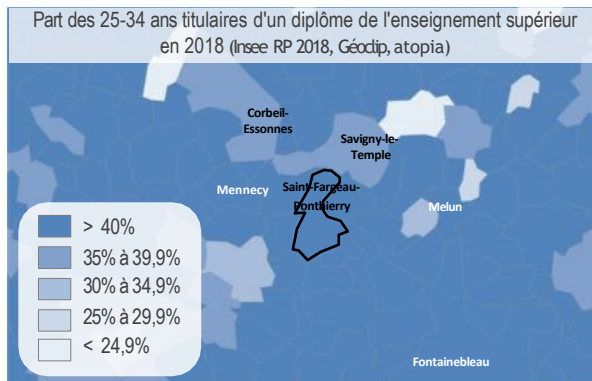 Part des 25-34 ans titulaires d'un diplôme de l'enseignement supérieur
en 2018 (Insee RP 2018, Géoclip, atopia)
Corbeil-
Essonnes
Savigny-le-
Temple
Mennecy
Saint-Fargeau-
Ponthierry
Melun
> 40%
35% à 39,9%
30% à 34,9%
25% à 29,9%
< 24,9%
Fontainebleau